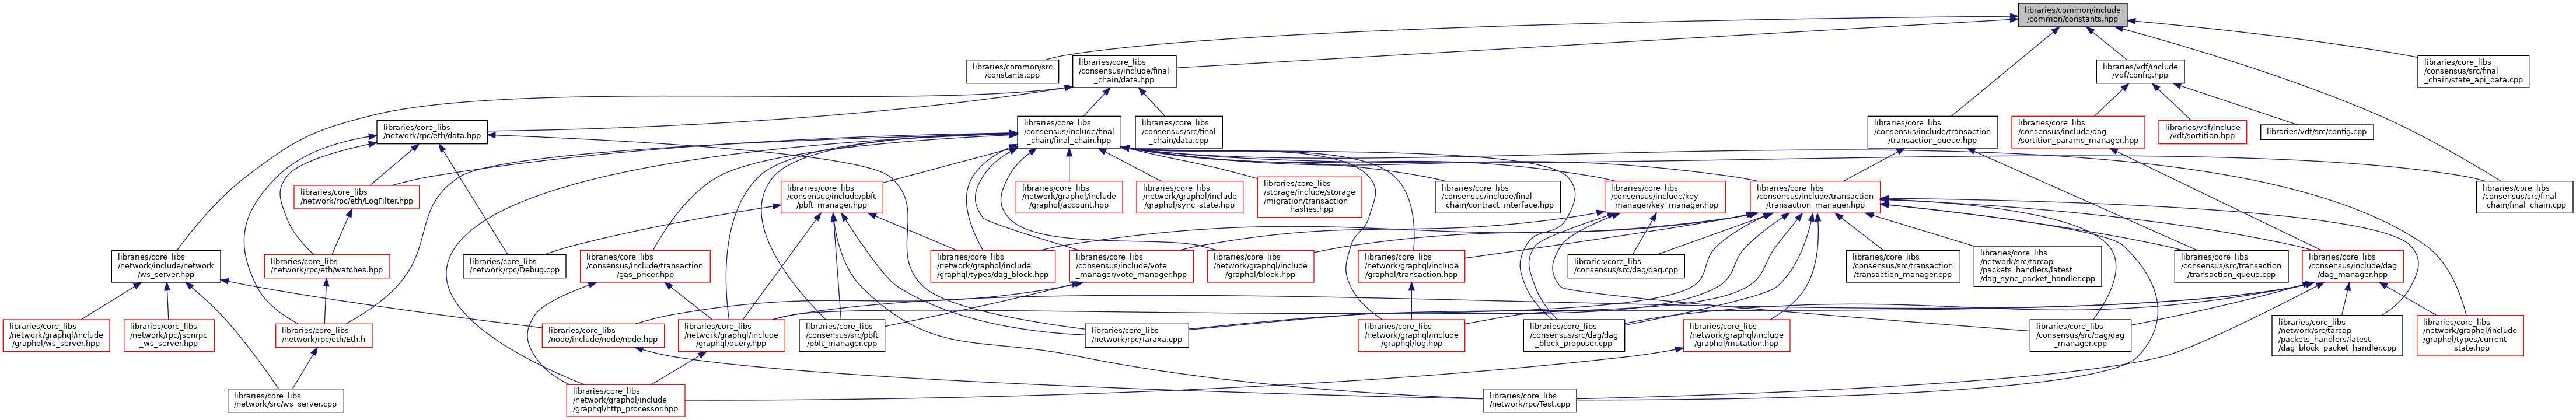 libraries/common/include
/common/constants.hpp
libraries/common/src
/constants.cpp
libraries/core_libs
/consensus/include/final
_chain/data.hpp
libraries/vdf/include
/vdf/config.hpp
libraries/core_libs
/consensus/src/final
_chain/state_api_data.cpp
libraries/core_libs
/network/rpc/eth/data.hpp
libraries/core_libs
/consensus/include/final
_chain/final_chain.hpp
libraries/core_libs
/consensus/src/final
_chain/data.cpp
libraries/core_libs
/consensus/include/transaction
/transaction_queue.hpp
libraries/core_libs
/consensus/include/dag
/sortition_params_manager.hpp
libraries/vdf/include
/vdf/sortition.hpp
libraries/vdf/src/config.cpp
libraries/core_libs
/network/rpc/eth/LogFilter.hpp
libraries/core_libs
/consensus/include/pbft
/pbft_manager.hpp
libraries/core_libs
/network/graphql/include
/graphql/account.hpp
libraries/core_libs
/network/graphql/include
/graphql/sync_state.hpp
libraries/core_libs
/storage/include/storage
/migration/transaction
_hashes.hpp
libraries/core_libs
/consensus/include/final
_chain/contract_interface.hpp
libraries/core_libs
/consensus/include/key
_manager/key_manager.hpp
libraries/core_libs
/consensus/include/transaction
/transaction_manager.hpp
libraries/core_libs
/consensus/src/final
_chain/final_chain.cpp
libraries/core_libs
/network/include/network
/ws_server.hpp
libraries/core_libs
/network/rpc/eth/watches.hpp
libraries/core_libs
/network/rpc/Debug.cpp
libraries/core_libs
/consensus/include/transaction
/gas_pricer.hpp
libraries/core_libs
/network/graphql/include
/graphql/types/dag_block.hpp
libraries/core_libs
/consensus/include/vote
_manager/vote_manager.hpp
libraries/core_libs
/network/graphql/include
/graphql/block.hpp
libraries/core_libs
/network/graphql/include
/graphql/transaction.hpp
libraries/core_libs
/consensus/src/dag/dag.cpp
libraries/core_libs
/consensus/src/transaction
/transaction_manager.cpp
libraries/core_libs
/network/src/tarcap
/packets_handlers/latest
/dag_sync_packet_handler.cpp
libraries/core_libs
/consensus/src/transaction
/transaction_queue.cpp
libraries/core_libs
/consensus/include/dag
/dag_manager.hpp
libraries/core_libs
/network/graphql/include
/graphql/ws_server.hpp
libraries/core_libs
/network/rpc/jsonrpc
_ws_server.hpp
libraries/core_libs
/network/rpc/eth/Eth.h
libraries/core_libs
/node/include/node/node.hpp
libraries/core_libs
/network/graphql/include
/graphql/query.hpp
libraries/core_libs
/consensus/src/pbft
/pbft_manager.cpp
libraries/core_libs
/network/rpc/Taraxa.cpp
libraries/core_libs
/network/graphql/include
/graphql/log.hpp
libraries/core_libs
/consensus/src/dag/dag
_block_proposer.cpp
libraries/core_libs
/network/graphql/include
/graphql/mutation.hpp
libraries/core_libs
/consensus/src/dag/dag
_manager.cpp
libraries/core_libs
/network/src/tarcap
/packets_handlers/latest
/dag_block_packet_handler.cpp
libraries/core_libs
/network/graphql/include
/graphql/types/current
_state.hpp
libraries/core_libs
/network/src/ws_server.cpp
libraries/core_libs
/network/graphql/include
/graphql/http_processor.hpp
libraries/core_libs
/network/rpc/Test.cpp